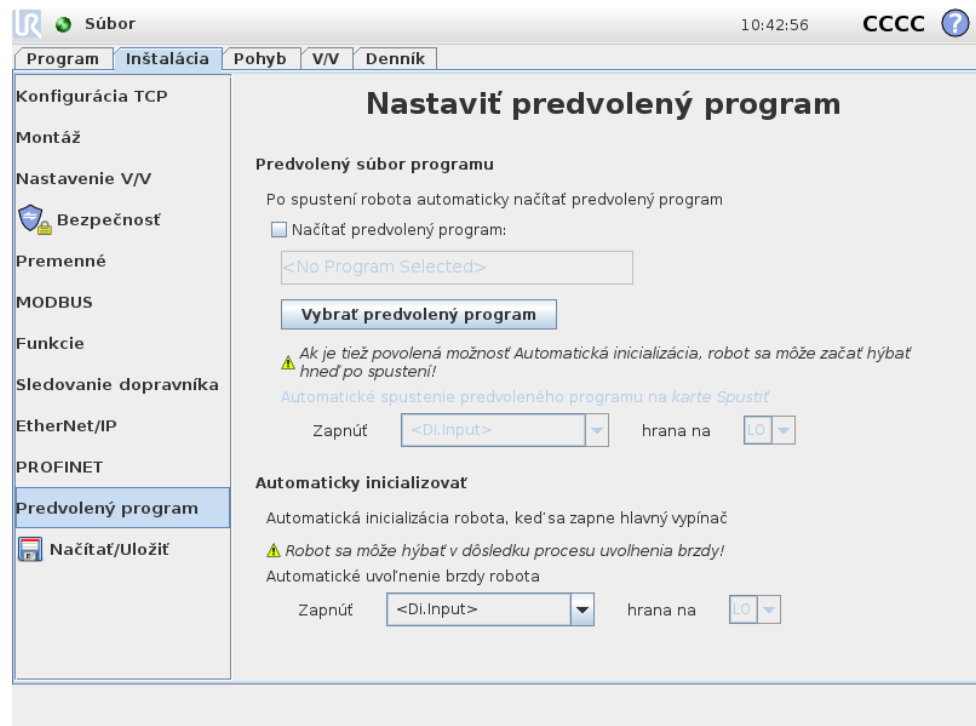 Súbor
10:42:56
CCCC
?
Program Inštalácia Pohyb V/V Denník
Konfigurácia TCP
Montáž
Nastavenie V/V
Bezpečnosť
Premenné
MODBUS
Funkcie
Sledovanie dopravníka
EtherNet/IP
PROFINET
Predvolený program
Načítať/Uložiť
Nastaviť predvolený program
Predvolený súbor programu
Po spustení robota automaticky načítať predvolený program
Načítať predvolený program:
<No Program Selected>
Vybrať predvolený program
Ak je tiež povolená možnosť Automatická inicializácia, robot sa môže začať hýbať
hneď po spustení!
Automatické spustenie predvoleného programu na karte Spustiť
Zapnúť <Di.Input> hrana na LO
Automaticky inicializovať
Automatická inicializácia robota, keď sa zapne hlavný vypínač
Robot sa môže hýbať v dôsledku procesu uvolhenia brzdy!
Automatické uvoľnenie brzdy robota
Zapnúť <Di.Input> hrana na LO